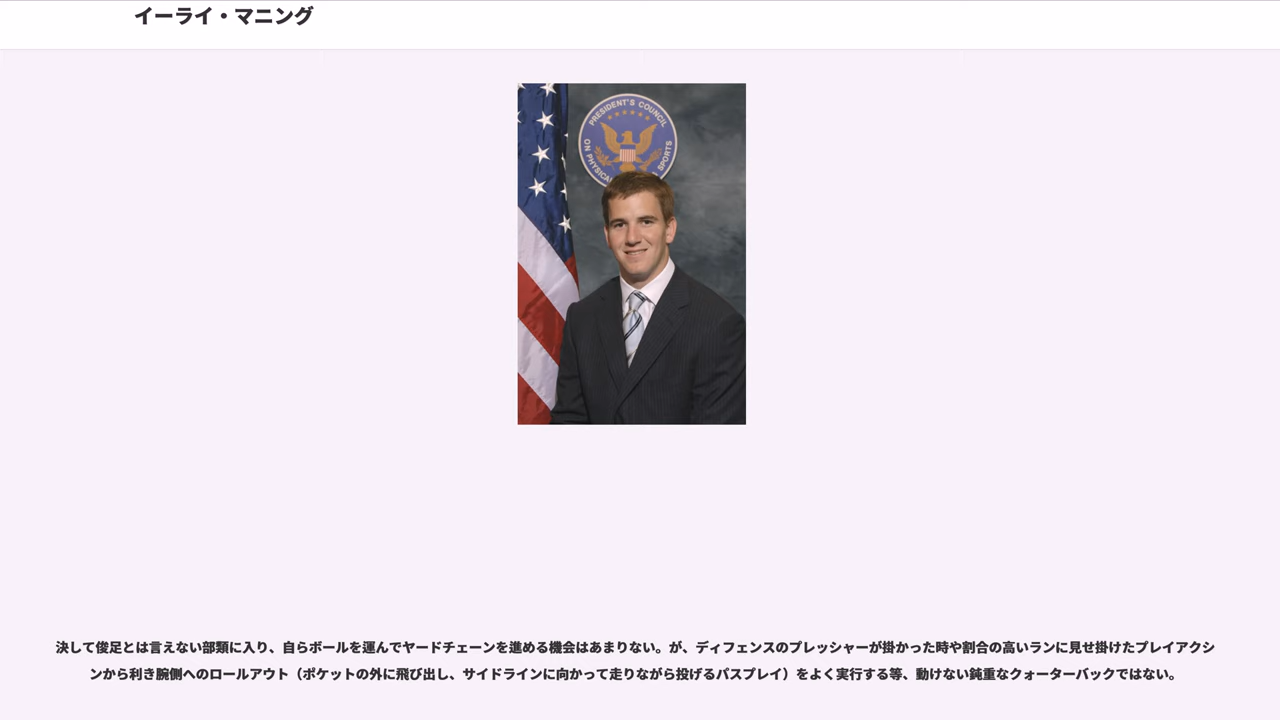 イーライ・マニング
PRESIDENT'S COUNCIL
ON PHYSICAL
SPORTS
決して俊足とは言えない部類に入り、自らボールを運んでヤードチェーンを進める機会はあまりない。が、ディフェンスのプレッシャーが掛かった時や割合の高いランに見せ掛けたプレイアクシ
ンから利き腕側へのロールアウト（ポケットの外に飛び出し、サイドラインに向かって走りながら投げるパスプレイ）をよく実行する等、動けない鈍重なクォーターバックではない。